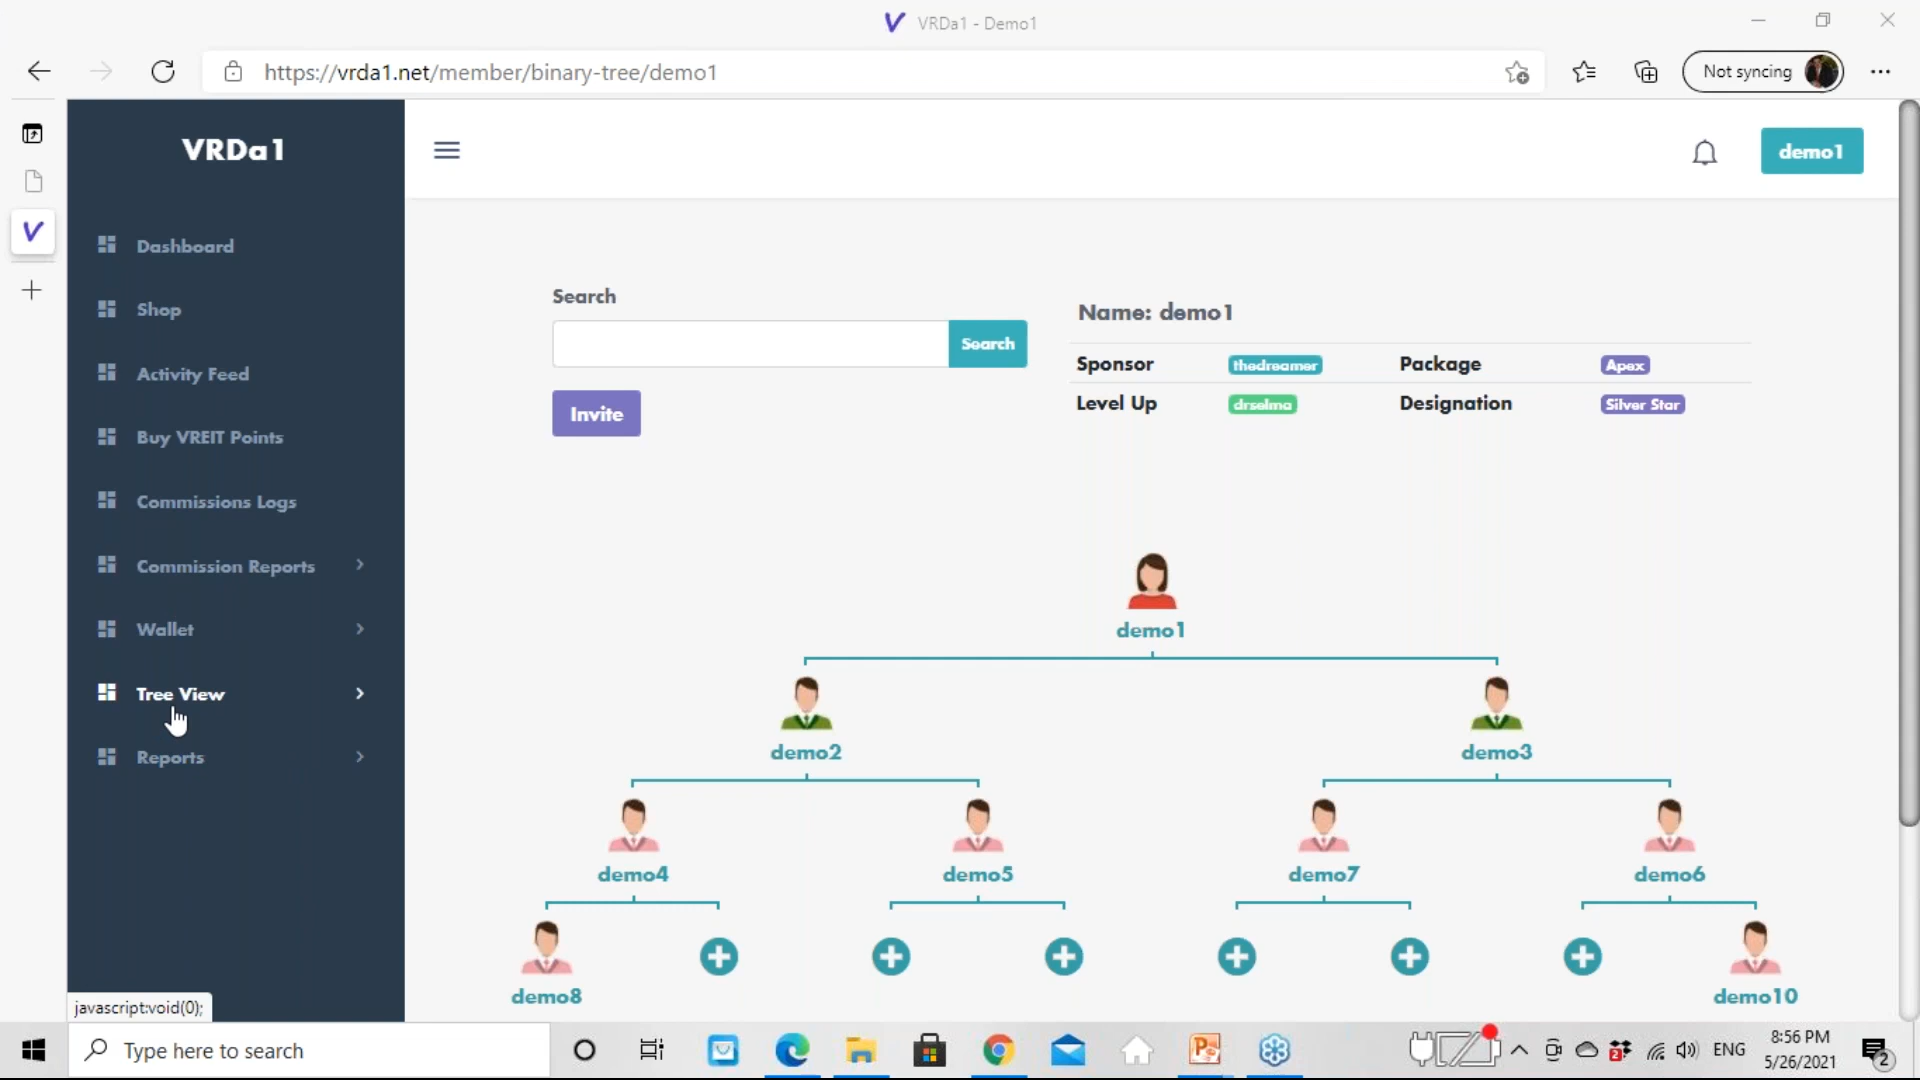 VRDa1 - Demo1
https://vrda1.net/member/binary-tree/demo1
Not syncing
VRDa1
demo1
Dashboard
Shop
Activity Feed
Buy VREIT Points
Commissions Logs
Commission Reports
Wallet
Tree View
Reports
Search
Search
Invite
Name: demo1
Sponsor thedreamer Package Apex
Level Up drselma Designation Silver Star
demo1
demo2 demo3
demo4 demo5 demo7 demo6
demo8 demo10
javascript:void(0);
Type here to search
2
ENG
8:56 PM
5/26/2021
2